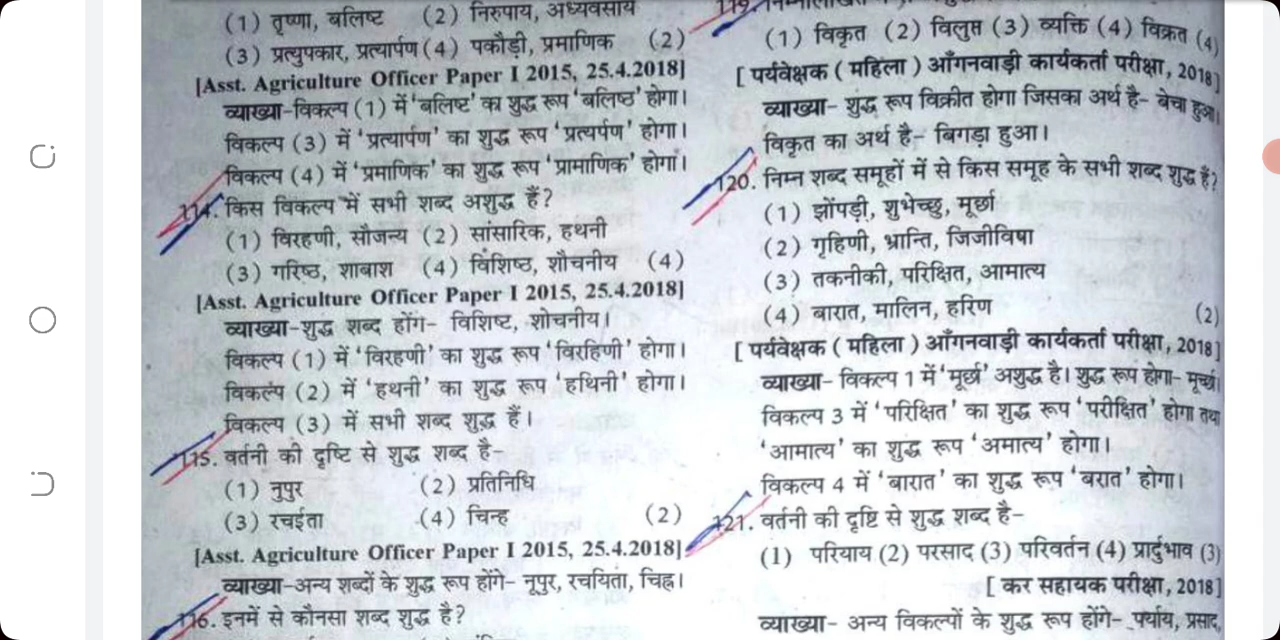 (1) तृष्णा, बलिष्ट (2) निरुपाय, अध्यवसाय
(3) प्रत्युपकार, प्रत्यार्पण (4) पकौड़ी, प्रमाणिक (2)
[Asst. Agriculture Officer Paper I 2015, 25.4.2018]
व्याख्या-विकल्प (1) में 'बलिष्ट' का शुद्ध रूप 'बलिष्ठ' होगा।
विकल्प (3) में 'प्रत्यार्पण' का शुद्ध रूप 'प्रत्यर्पण' होगा।
विकल्प (4) में 'प्रमाणिक' का शुद्ध रूप 'प्रामाणिक' होगा।
114. किस विकल्प में सभी शब्द अशुद्ध हैं?
(1) विरहणी, सौजन्य (2) सांसारिक, हथनी
(3) गरिष्ठ, शाबाश (4) विशिष्ठ, शौचनीय (4)
[Asst. Agriculture Officer Paper I 2015, 25.4.2018]
व्याख्या-शुद्ध शब्द होंगे- विशिष्ट, शोचनीय।
विकल्प (1) में 'विरहणी' का शुद्ध रूप 'विरहिणी' होगा।
विकल्प (2) में 'हथनी' का शुद्ध रूप 'हथिनी' होगा।
विकल्प (3) में सभी शब्द शुद्ध हैं।
115. वर्तनी की दृष्टि से शुद्ध शब्द है-
(1) नुपुर (2) प्रतिनिधि
(3) रचईता (4) चिन्ह (2)
[Asst. Agriculture Officer Paper I 2015, 25.4.2018]
व्याख्या-अन्य शब्दों के शुद्ध रूप होंगे- नूपुर, रचयिता, चिह्न।
116. इनमें से कौनसा शब्द शुद्ध है?
119.
(1) विकृत (2) विलुप्त (3) व्यक्ति (4) विक्रत (4)
[ पर्यवेक्षक ( महिला ) आँगनवाड़ी कार्यकर्ता परीक्षा, 2018]
व्याख्या- शुद्ध रूप विक्रीत होगा जिसका अर्थ है- बेचा हुआ।
विकृत का अर्थ है- बिगड़ा हुआ।
120. निम्न शब्द समूहों में से किस समूह के सभी शब्द शुद्ध हैं?
(1) झोंपड़ी, शुभेच्छु, मूर्छा
(2) गृहिणी, भ्रान्ति, जिजीविषा
(3) तकनीकी, परिक्षित, आमात्य
(4) बारात, मालिन, हरिण (2)
[ पर्यवेक्षक ( महिला ) आँगनवाड़ी कार्यकर्ता परीक्षा, 2018]
व्याख्या- विकल्प 1 में 'मूर्छा' अशुद्ध है। शुद्ध रूप होगा- मूर्च्छा।
विकल्प 3 में 'परिक्षित' का शुद्ध रूप 'परीक्षित' होगा तथा
'आमात्य' का शुद्ध रूप 'अमात्य' होगा।
विकल्प 4 में 'बारात' का शुद्ध रूप 'बरात' होगा।
121. वर्तनी की दृष्टि से शुद्ध शब्द है-
(1) परियाय (2) परसाद (3) परिवर्तन (4) प्रार्दुभाव (3)
[ कर सहायक परीक्षा, 2018]
व्याख्या- अन्य विकल्पों के शुद्ध रूप होंगे- पर्याय, प्रसाद,